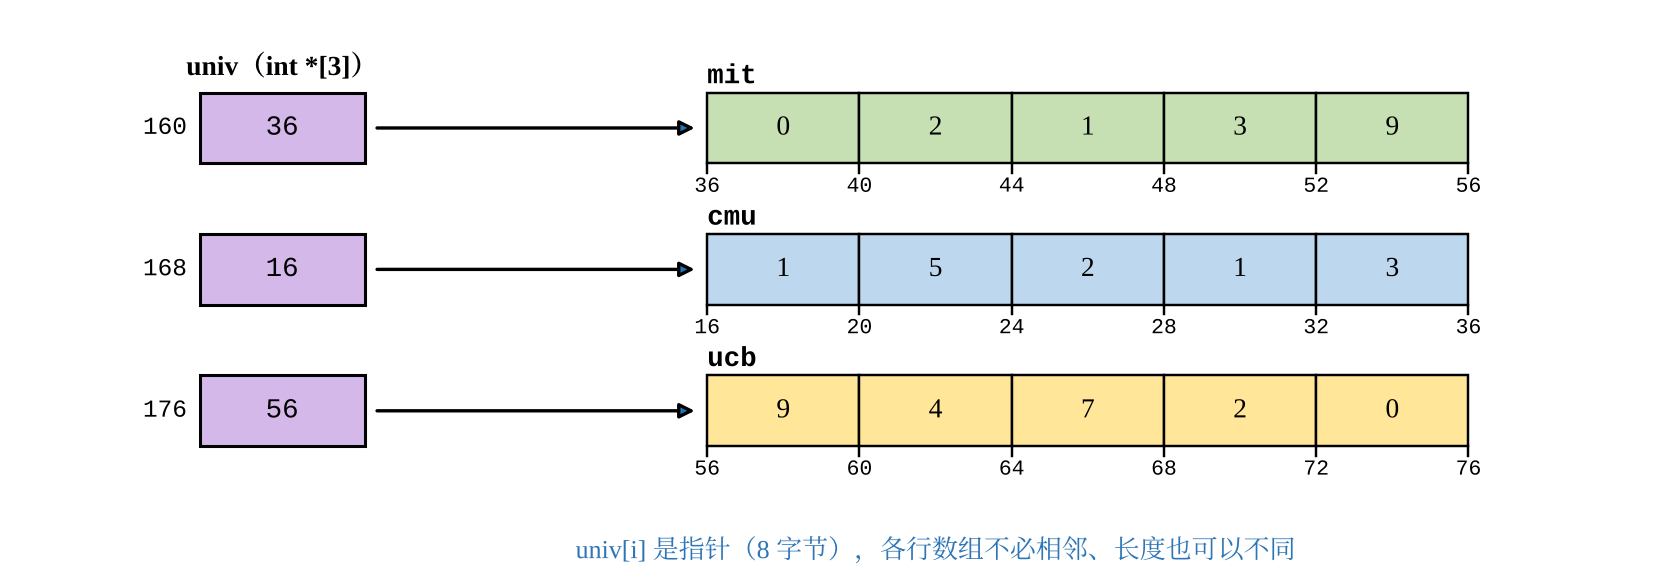 univ（int *[3]）
mit
160 36 0 2 1 3 9
36 40 44 48 52 56
cmu
168 16 1 5 2 1 3
16 20 24 28 32 36
ucb
176 56 9 4 7 2 0
56 60 64 68 72 76
univ[i] 是指针（8 字节），各行数组不必相邻、长度也可以不同